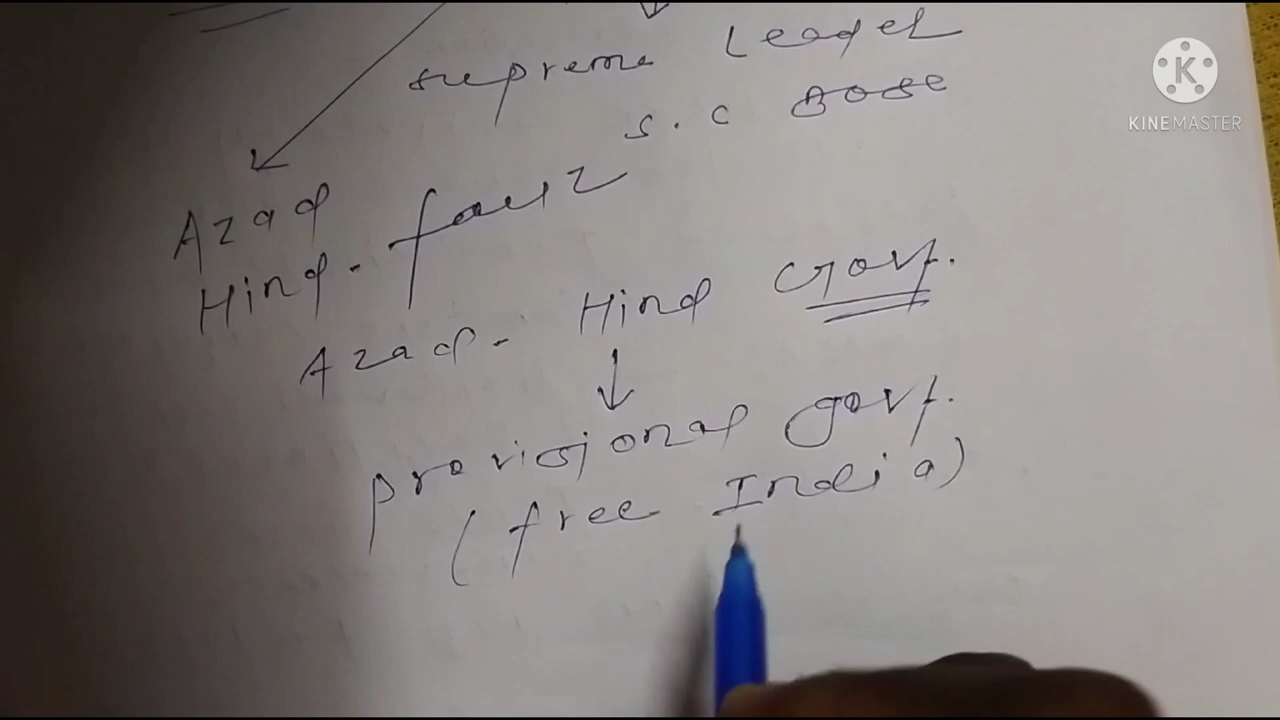 supreme Leader
s. c Bose
Azad
Hind - fauz
Azad - Hind Govt.
provisional govt.
(free India)
K
KINEMASTER